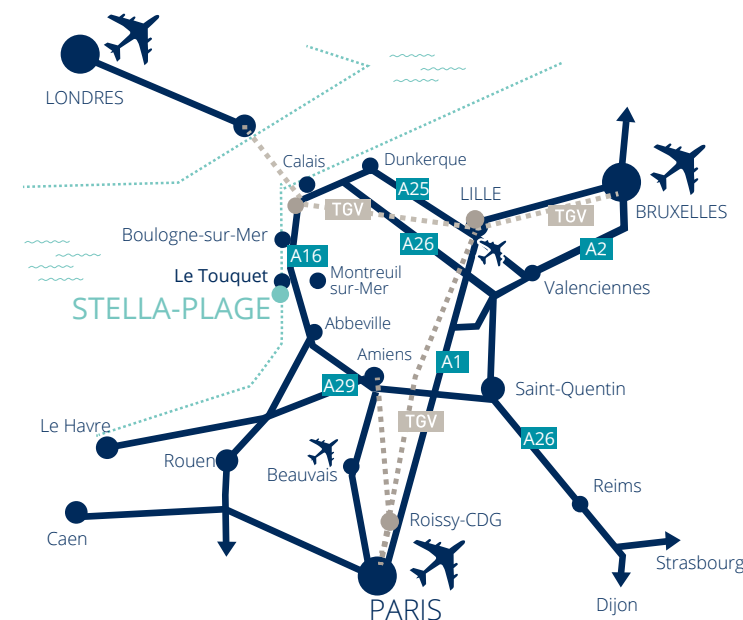 LONDRES
Calais
Dunkerque
A25
LILLE
TGV
TGV
BRUXELLES
Boulogne-sur-Mer
A26
A2
A16
Le Touquet
Montreuil
sur-Mer
Valenciennes
STELLA-PLAGE
Abbeville
Amiens
A1
A29
Saint-Quentin
Le Havre
TGV
A26
Rouen
Beauvais
Reims
Roissy-CDG
Caen
Strasbourg
Dijon
PARIS